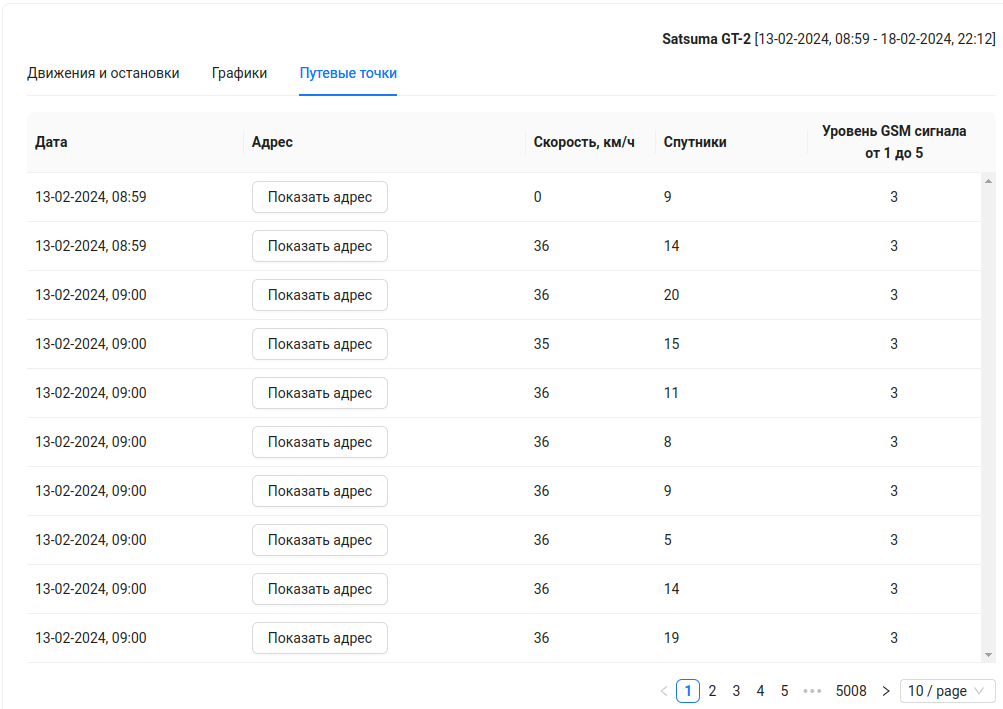 Satsuma GT-2 [13-02-2024, 08:59 - 18-02-2024, 22:12]
Движения и остановки Графики Путевые точки
Дата Адрес Скорость, км/ч Спутники Уровень GSM сигнала
от 1 до 5
13-02-2024, 08:59 Показать адрес 0 9 3
13-02-2024, 08:59 Показать адрес 36 14 3
13-02-2024, 09:00 Показать адрес 36 20 3
13-02-2024, 09:00 Показать адрес 35 15 3
13-02-2024, 09:00 Показать адрес 36 11 3
13-02-2024, 09:00 Показать адрес 36 8 3
13-02-2024, 09:00 Показать адрес 36 9 3
13-02-2024, 09:00 Показать адрес 36 5 3
13-02-2024, 09:00 Показать адрес 36 14 3
13-02-2024, 09:00 Показать адрес 36 19 3
< 1 2 3 4 5 ••• 5008 > 10 / page